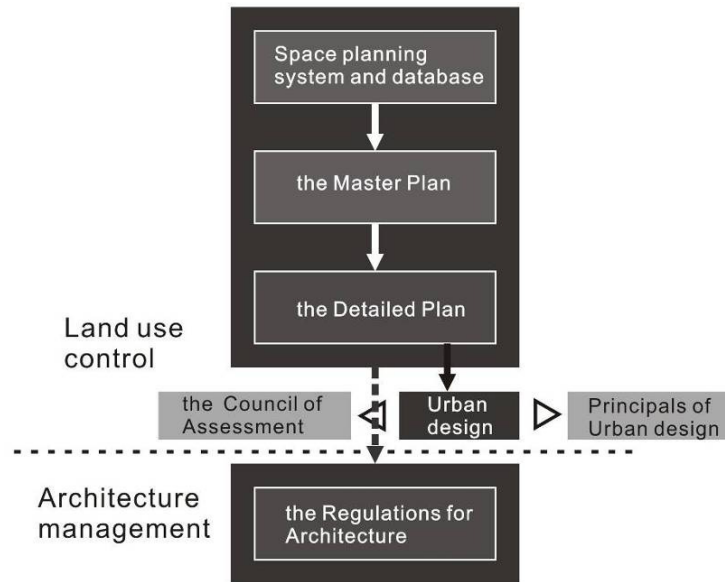 Space planning
system and database
the Master Plan
the Detailed Plan
Land use
control
the Council of
Assessment
Urban
design
Principals of
Urban design
Architecture
management
the Regulations for
Architecture